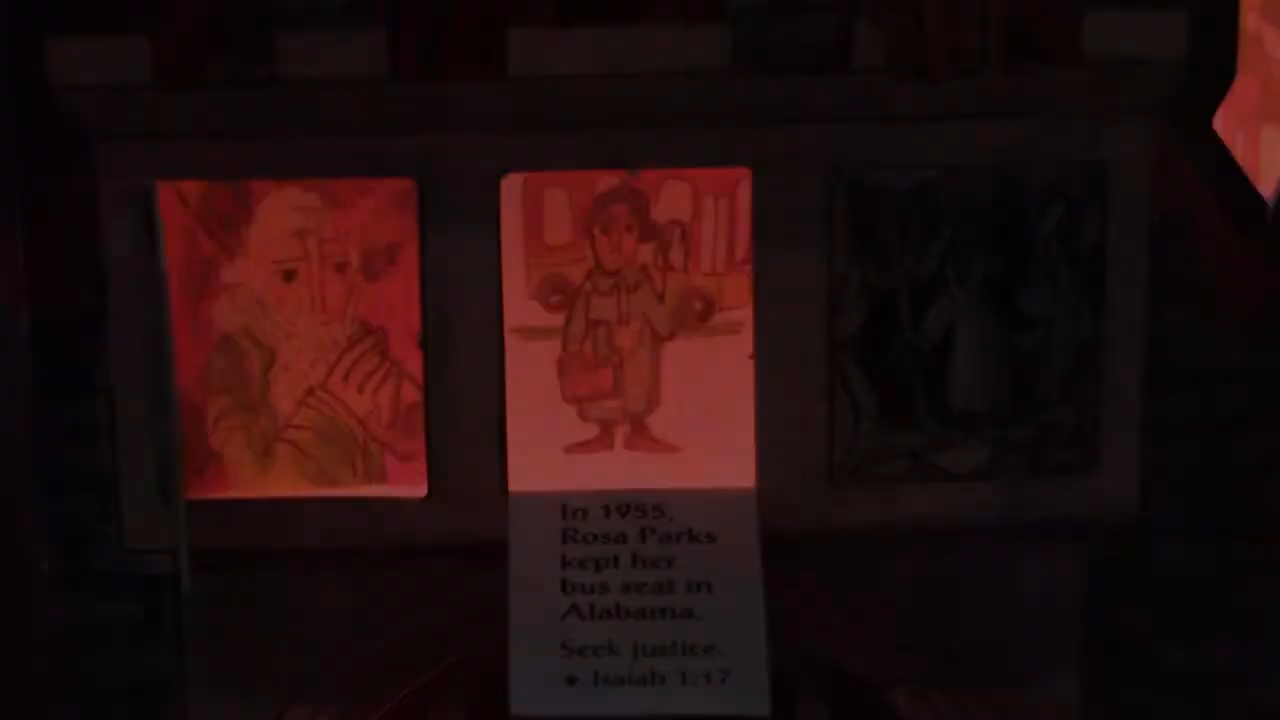 In 1955,
Rosa Parks
kept her
bus seat in
Alabama.
Seek justice.
◆ Isaiah 1:17